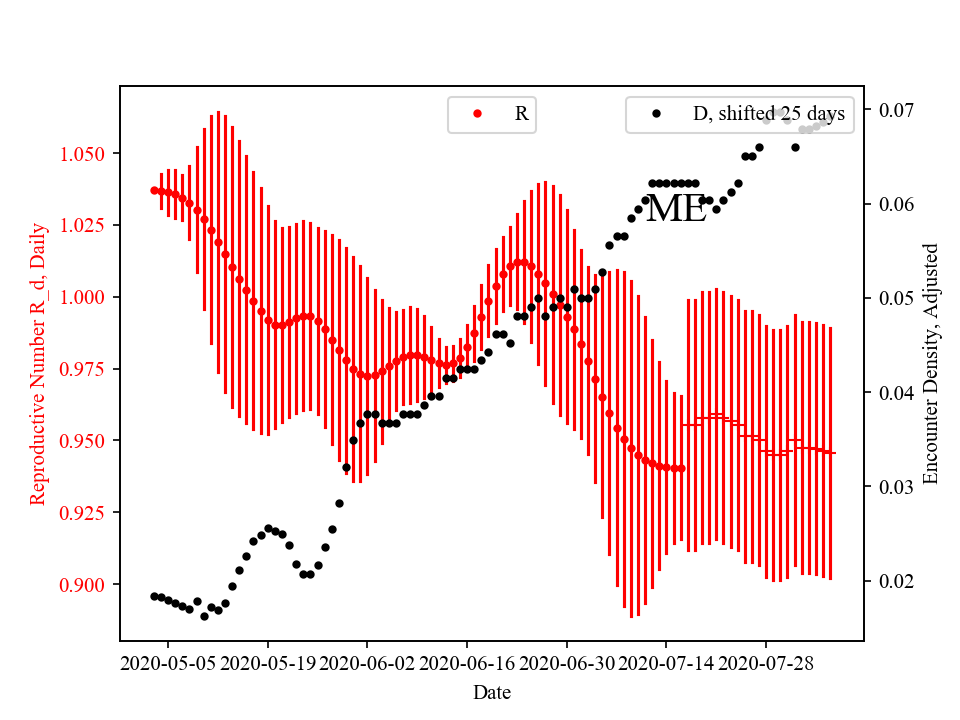 R
D, shifted 25 days
ME
Reproductive Number R_d, Daily
1.050
1.025
1.000
0.975
0.950
0.925
0.900
0.07
0.06
0.05
0.04
0.03
0.02
Encounter Density, Adjusted
2020-05-05 2020-05-19 2020-06-02 2020-06-16 2020-06-30 2020-07-14 2020-07-28
Date